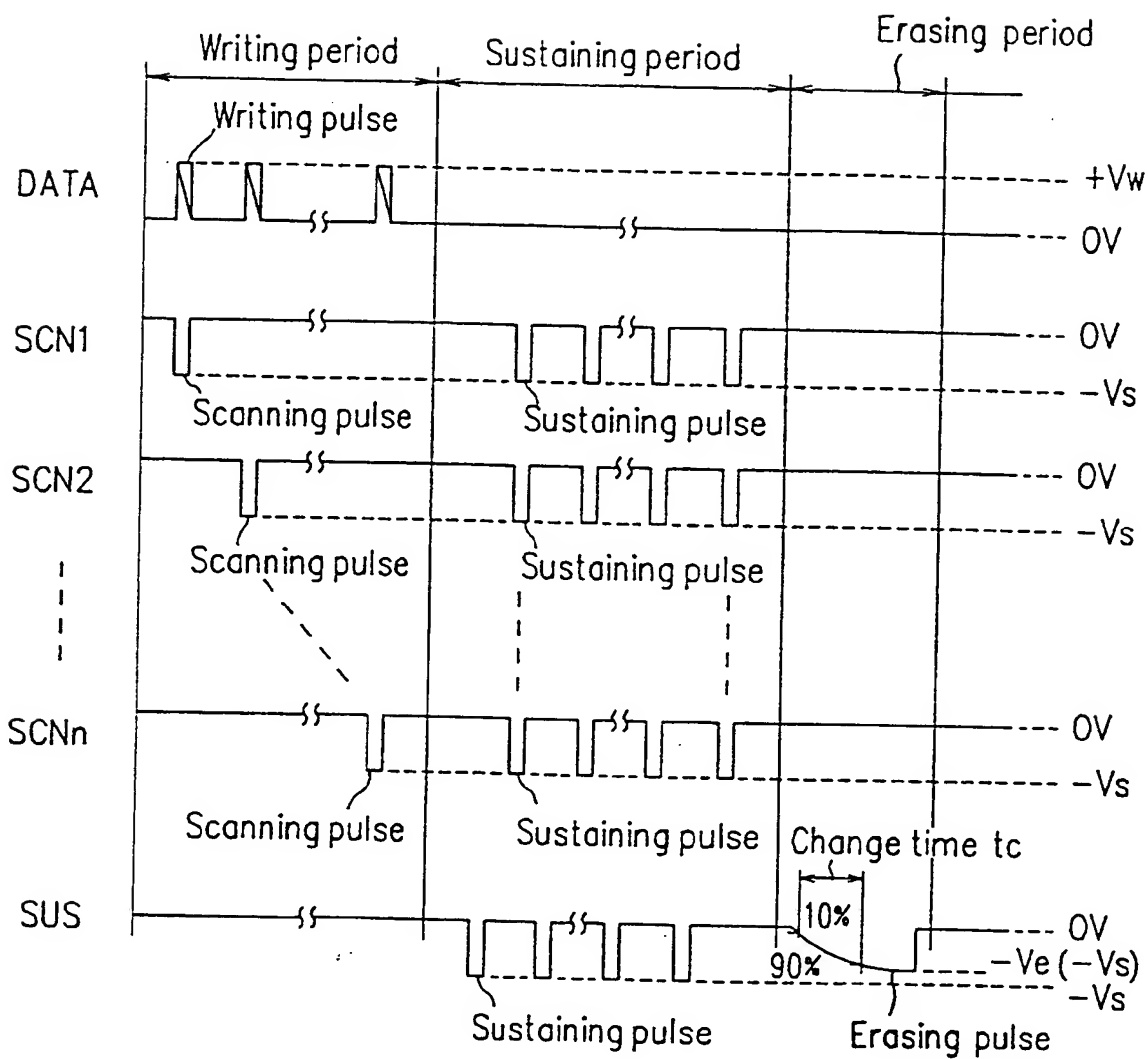 Writing period Sustaining period Erasing period
Writing pulse
DATA +Vw
0V
SCN1 0V
-Vs
Scanning pulse Sustaining pulse
SCN2 0V
-Vs
Scanning pulse Sustaining pulse
SCNn 0V
-Vs
Scanning pulse Sustaining pulse Change time tc
SUS 10% 0V
90% -Ve (-Vs)
-Vs
Sustaining pulse Erasing pulse